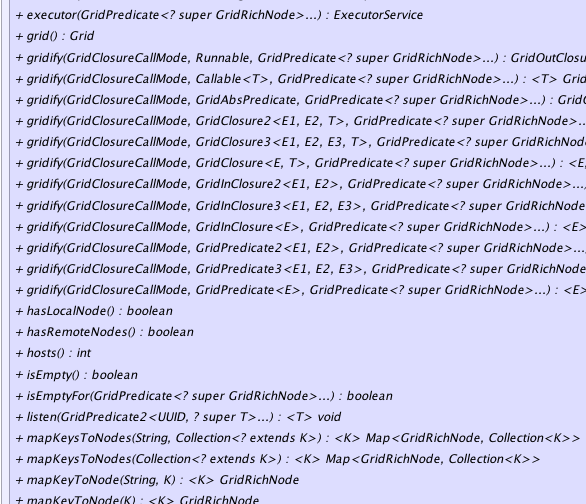 + executor(GridPredicate<? super GridRichNode>...) : ExecutorService
+ grid() : Grid
+ gridify(GridClosureCallMode, Runnable, GridPredicate<? super GridRichNode>...) : GridOutClosu
+ gridify(GridClosureCallMode, Callable<T>, GridPredicate<? super GridRichNode>...) : <T> Grid
+ gridify(GridClosureCallMode, GridAbsPredicate, GridPredicate<? super GridRichNode>...) : Grid
+ gridify(GridClosureCallMode, GridClosure2<E1, E2, T>, GridPredicate<? super GridRichNode>...
+ gridify(GridClosureCallMode, GridClosure3<E1, E2, E3, T>, GridPredicate<? super GridRichNode
+ gridify(GridClosureCallMode, GridClosure<E, T>, GridPredicate<? super GridRichNode>...) : <E,
+ gridify(GridClosureCallMode, GridInClosure2<E1, E2>, GridPredicate<? super GridRichNode>...)
+ gridify(GridClosureCallMode, GridInClosure3<E1, E2, E3>, GridPredicate<? super GridRichNode
+ gridify(GridClosureCallMode, GridInClosure<E>, GridPredicate<? super GridRichNode>...) : <E>
+ gridify(GridClosureCallMode, GridPredicate2<E1, E2>, GridPredicate<? super GridRichNode>...
+ gridify(GridClosureCallMode, GridPredicate3<E1, E2, E3>, GridPredicate<? super GridRichNode
+ gridify(GridClosureCallMode, GridPredicate<E>, GridPredicate<? super GridRichNode>...) : <E>
+ hasLocalNode() : boolean
+ hasRemoteNodes() : boolean
+ hosts() : int
+ isEmpty() : boolean
+ isEmptyFor(GridPredicate<? super GridRichNode>...) : boolean
+ listen(GridPredicate2<UUID, ? super T>...) : <T> void
+ mapKeysToNodes(String, Collection<? extends K>) : <K> Map<GridRichNode, Collection<K>>
+ mapKeysToNodes(Collection<? extends K>) : <K> Map<GridRichNode, Collection<K>>
+ mapKeyToNode(String, K) : <K> GridRichNode
+ mapKeyToNode(K) : <K> GridRichNode